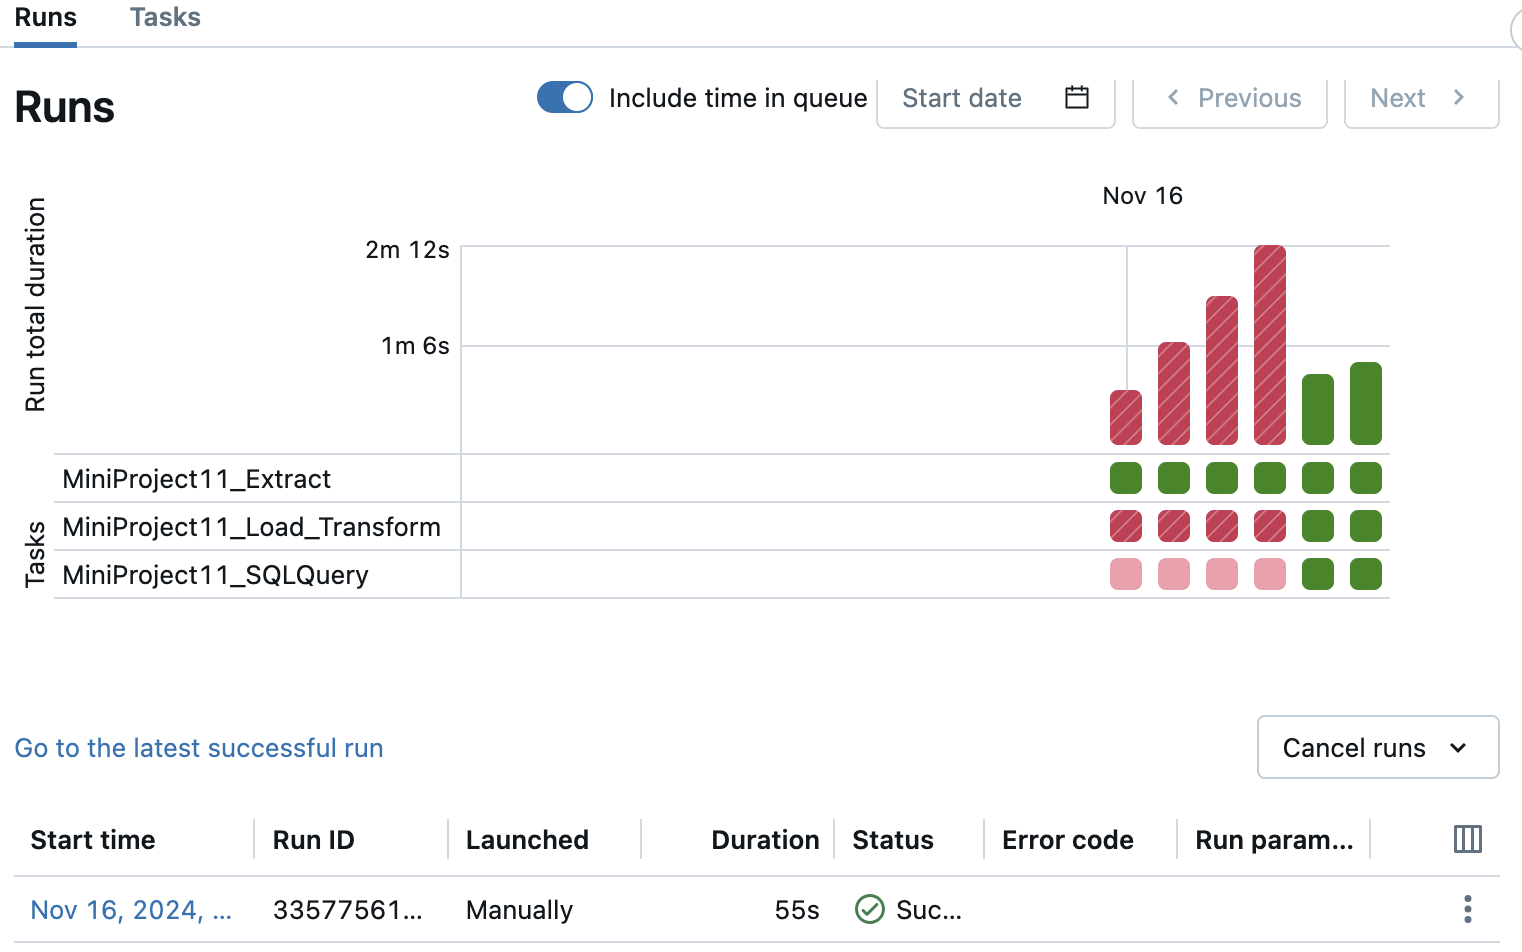 Runs Tasks
Runs
Include time in queue
Start date
Previous
Next
Nov 16
Run total duration
2m 12s
1m 6s
Tasks
MiniProject11_Extract
MiniProject11_Load_Transform
MiniProject11_SQLQuery
Go to the latest successful run
Cancel runs
Start time Run ID Launched Duration Status Error code Run param...
Nov 16, 2024, ... 33577561... Manually 55s Suc...